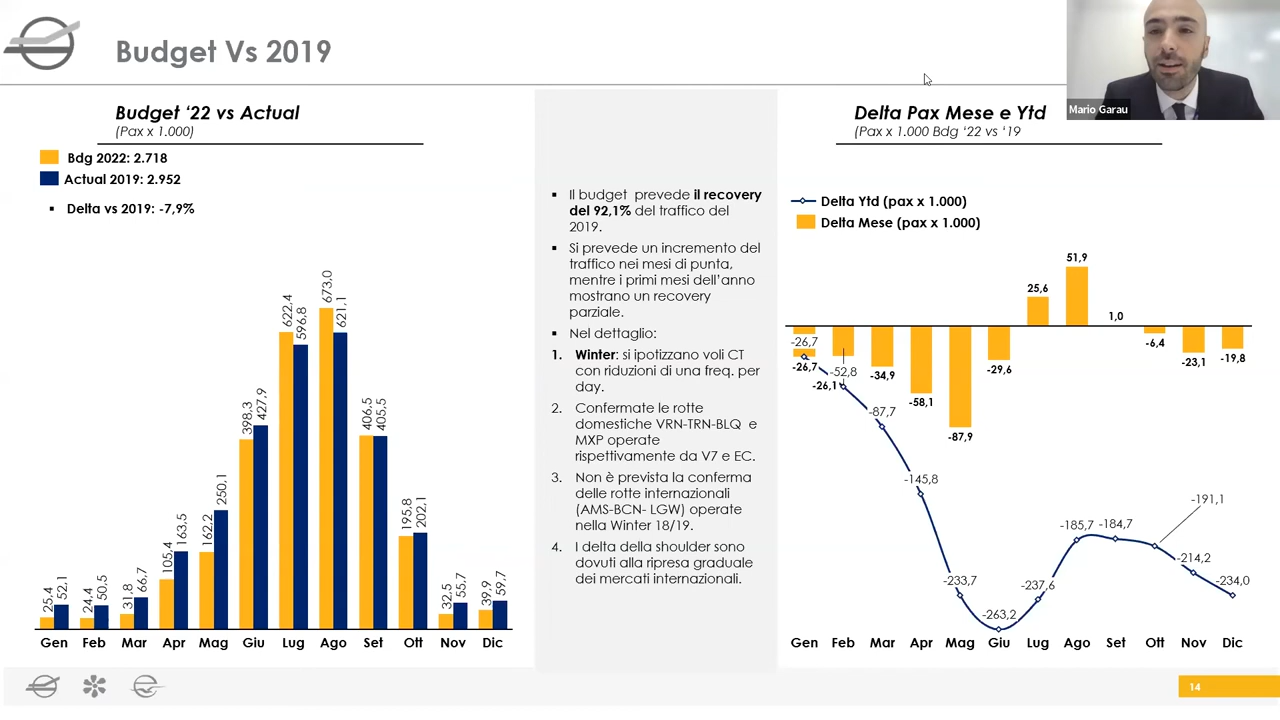 Budget Vs 2019
Mario Garau
Budget ‘22 vs Actual
(Pax x 1.000)
Bdg 2022: 2.718
Actual 2019: 2.952
▪ Delta vs 2019: -7,9%
25.4 52.1 24.4 50.5 31,8 66.7 105,4 163,5 162,2 250,1 398,3 427,9 622,4 596,8 673,0 621,1 406,5 405,5 195,8 202,1 32,5 55,7 39,9 59,7
Gen Feb Mar Apr Mag Giu Lug Ago Set Ott Nov Dic
▪ Il budget prevede il recovery
del 92,1% del traffico del
2019.
▪ Si prevede un incremento del
traffico nei mesi di punta,
mentre i primi mesi dell’anno
mostrano un recovery
parziale.
▪ Nel dettaglio:
1. Winter: si ipotizzano voli CT
con riduzioni di una freq. per
day.
2. Confermate le rotte
domestiche VRN-TRN-BLQ e
MXP operate
rispettivamente da V7 e EC.
3. Non è prevista la conferma
delle rotte internazionali
(AMS-BCN- LGW) operate
nella Winter 18/19.
4. I delta della shoulder sono
dovuti alla ripresa graduale
dei mercati internazionali.
Delta Pax Mese e Ytd
(Pax x 1.000 Bdg ‘22 vs ‘19
Delta Ytd (pax x 1.000)
Delta Mese (pax x 1.000)
-26,7 -26,1 -34,9 -58,1 -87,9 -29,6 25,6 51,9 1,0 -6,4 -23,1 -19,8
-26,7 -52,8 -87,7 -145,8 -233,7 -263,2 -237,6 -185,7 -184,7 -191,1 -214,2 -234,0
Gen Feb Mar Apr Mag Giu Lug Ago Set Ott Nov Dic
14